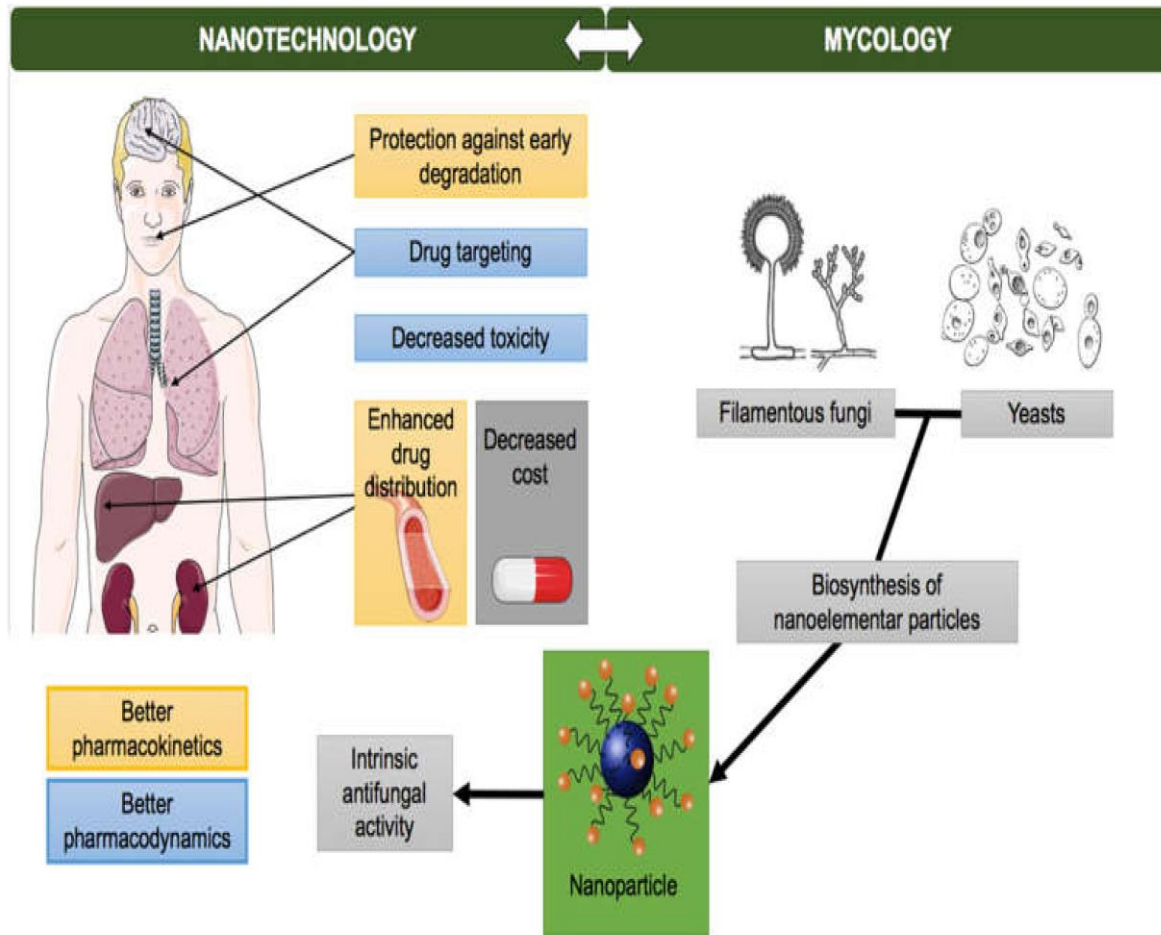 NANOTECHNOLOGY
MYCOLOGY
Protection against early
degradation
Drug targeting
Decreased toxicity
Enhanced
drug
distribution
Decreased
cost
Filamentous fungi
Yeasts
Biosynthesis of
nanoelementar particles
Better
pharmacokinetics
Better
pharmacodynamics
Intrinsic
antifungal
activity
Nanoparticle